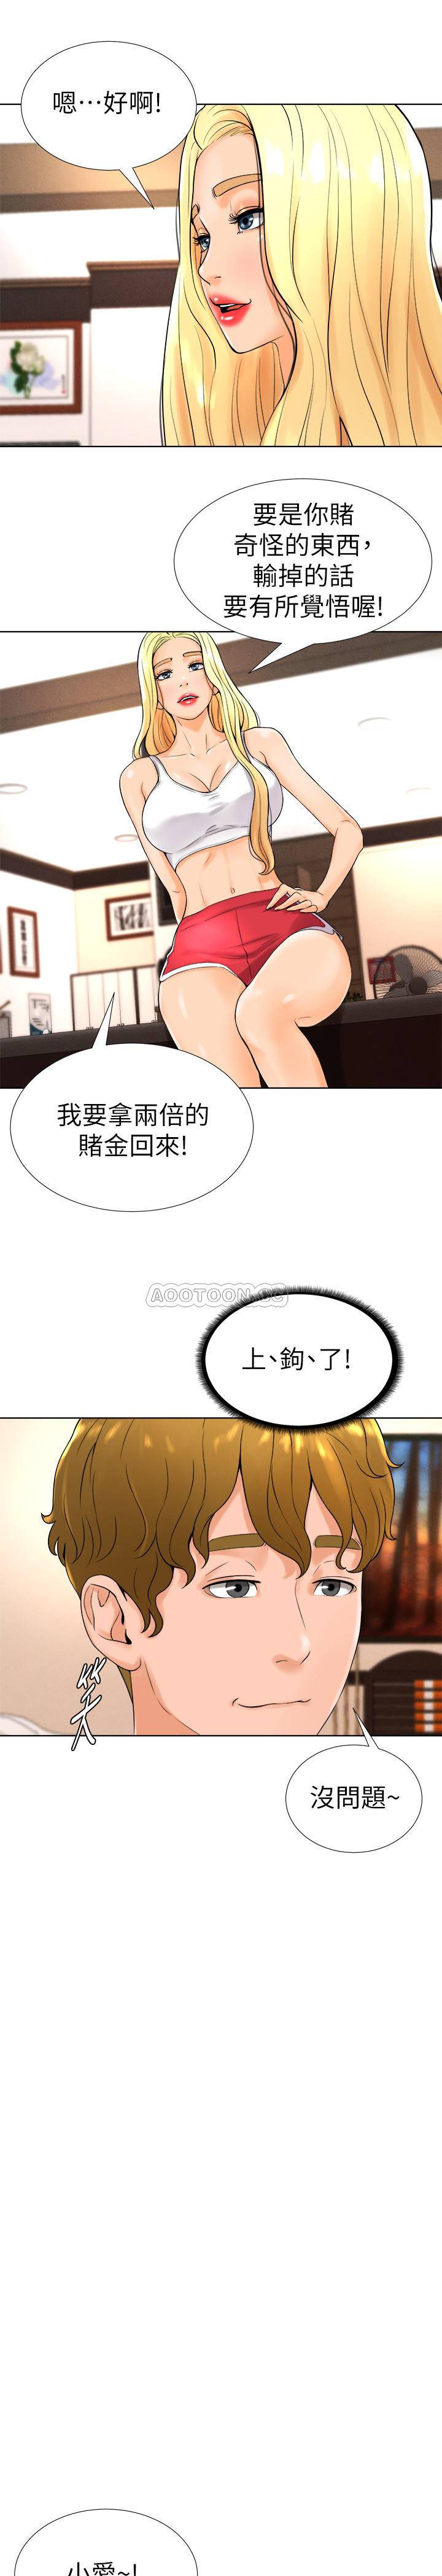 嗯…好啊!
要是你賭
奇怪的東西,
輸掉的話
要有所覺悟喔!
我要拿兩倍的
賭金回來!
AOOTOON.CC
上、鉤、了!
笑
沒問題~
小愛~!